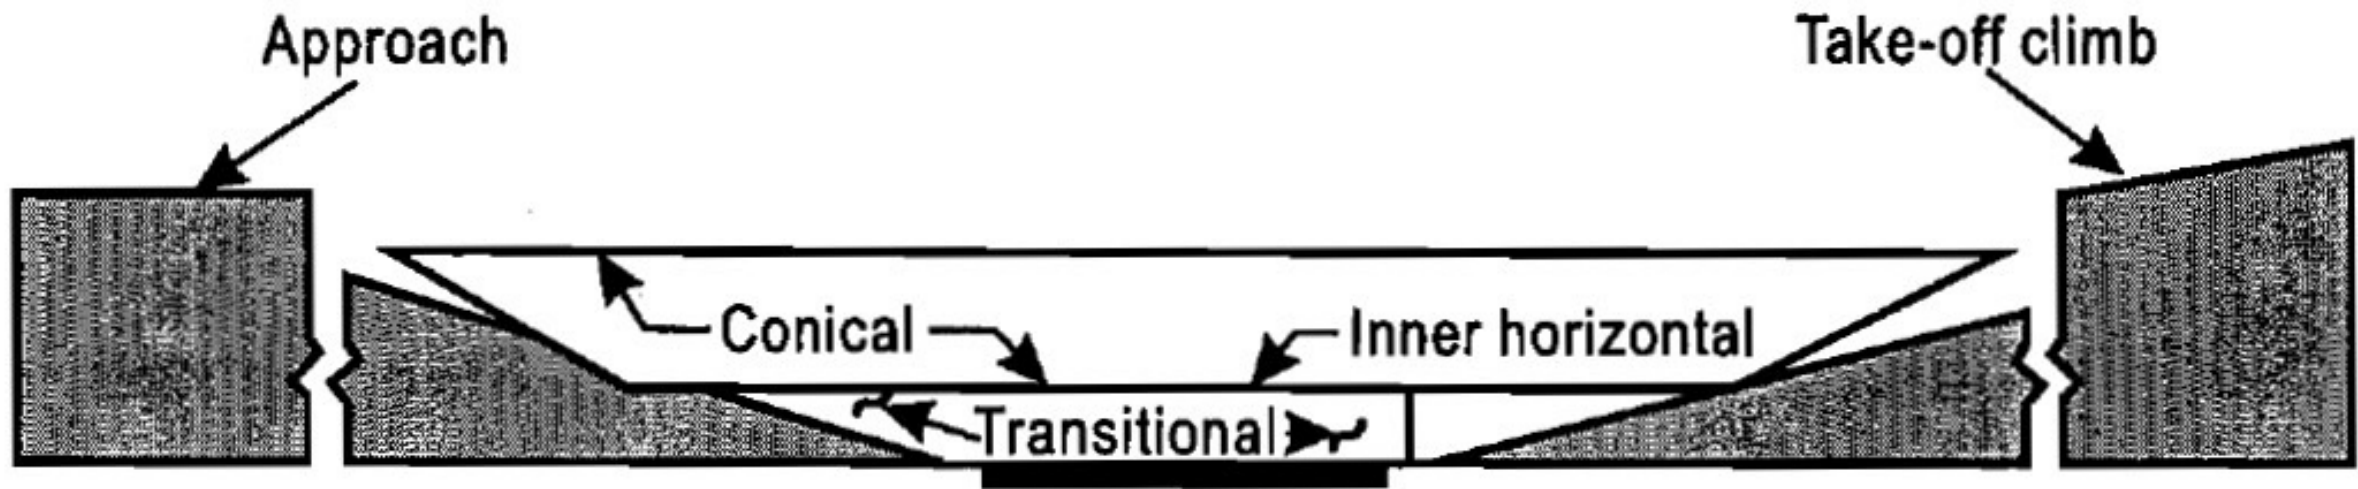 Approach
Take-off climb
Conical
Inner horizontal
Transitional